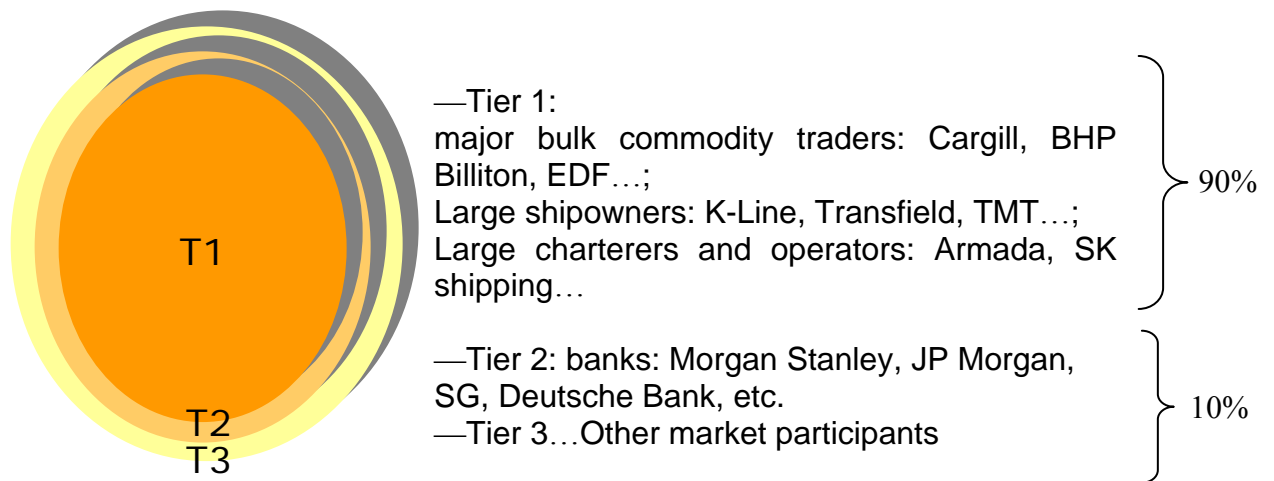 T1
T2
T3
—Tier 1:
major bulk commodity traders: Cargill, BHP
Billiton, EDF…;
Large shipowners: K-Line, Transfield, TMT…;
Large charterers and operators: Armada, SK
shipping…
90%
—Tier 2: banks: Morgan Stanley, JP Morgan,
SG, Deutsche Bank, etc.
—Tier 3…Other market participants
10%